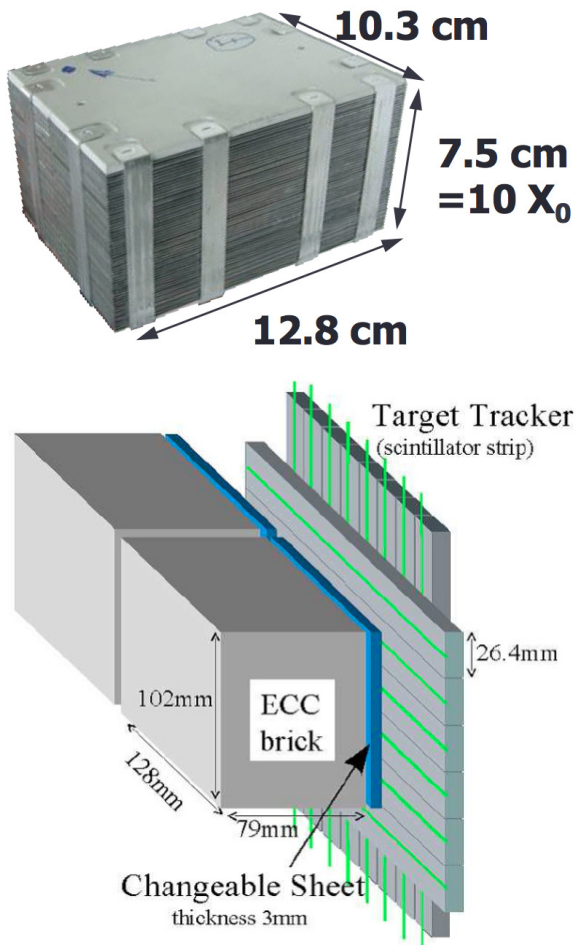 10.3 cm
7.5 cm
=10 X0
12.8 cm
Target Tracker
(scintillator strip)
26.4mm
102mm
ECC
brick
128mm
79mm
Changeable Sheet
thickness 3mm